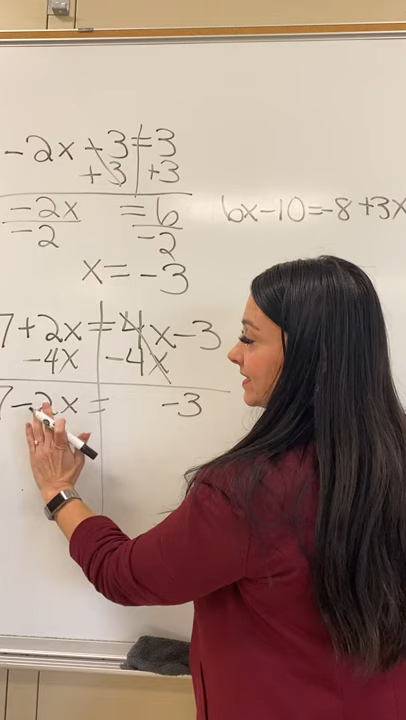 -2x -3 = 3
+3 +3
-2x = 6
-2 -2
x = -3
6x-10=-8+3x
7+2x=4x-3
-4x -4x
7-2x= -3